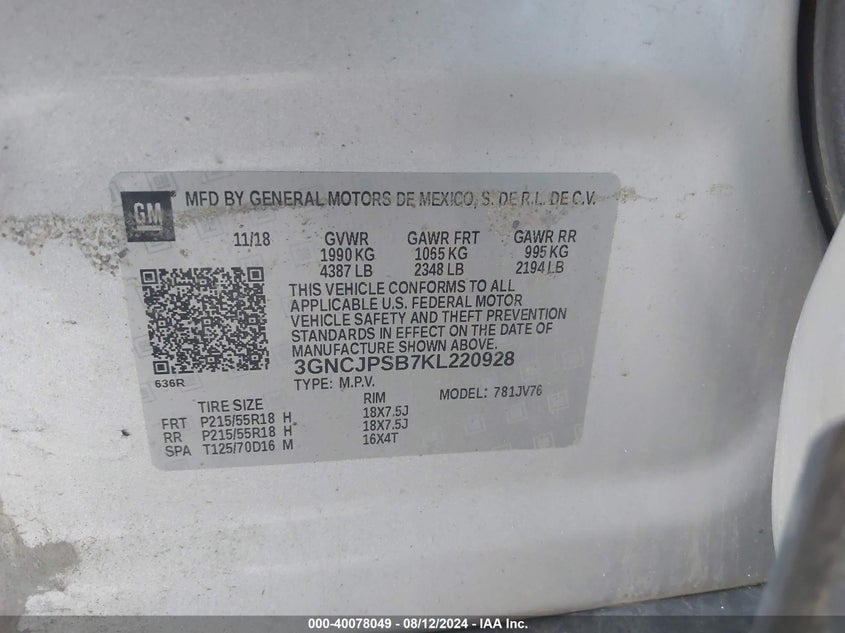 GM
MFD BY GENERAL MOTORS DE MEXICO, S. DE R.L. DE C.V.
11/18 GVWR GAWR FRT GAWR RR
1990 KG 1065 KG 995 KG
4387 LB 2348 LB 2194 LB
THIS VEHICLE CONFORMS TO ALL
APPLICABLE U.S. FEDERAL MOTOR
VEHICLE SAFETY AND THEFT PREVENTION
STANDARDS IN EFFECT ON THE DATE OF
MANUFACTURE SHOWN ABOVE.
636R 3GNCJPSB7KL220928
TYPE: M.P.V. MODEL: 781JV76
TIRE SIZE RIM
FRT P215/55R18 H 18X7.5J
RR P215/55R18 H 18X7.5J
SPA T125/70D16 M 16X4T
000-40078049 - 08/12/2024 - IAA Inc.